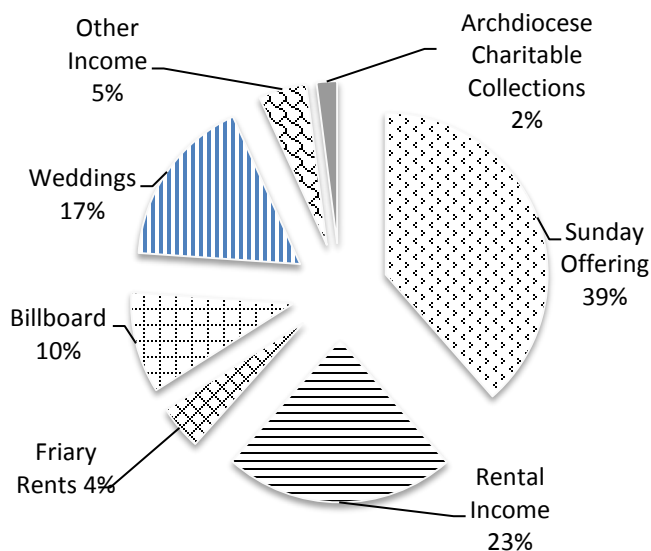 Other
Income
5%
Archdiocese
Charitable
Collections
2%
Weddings
17%
Sunday
Offering
39%
Billboard
10%
Friary
Rents 4%
Rental
Income
23%